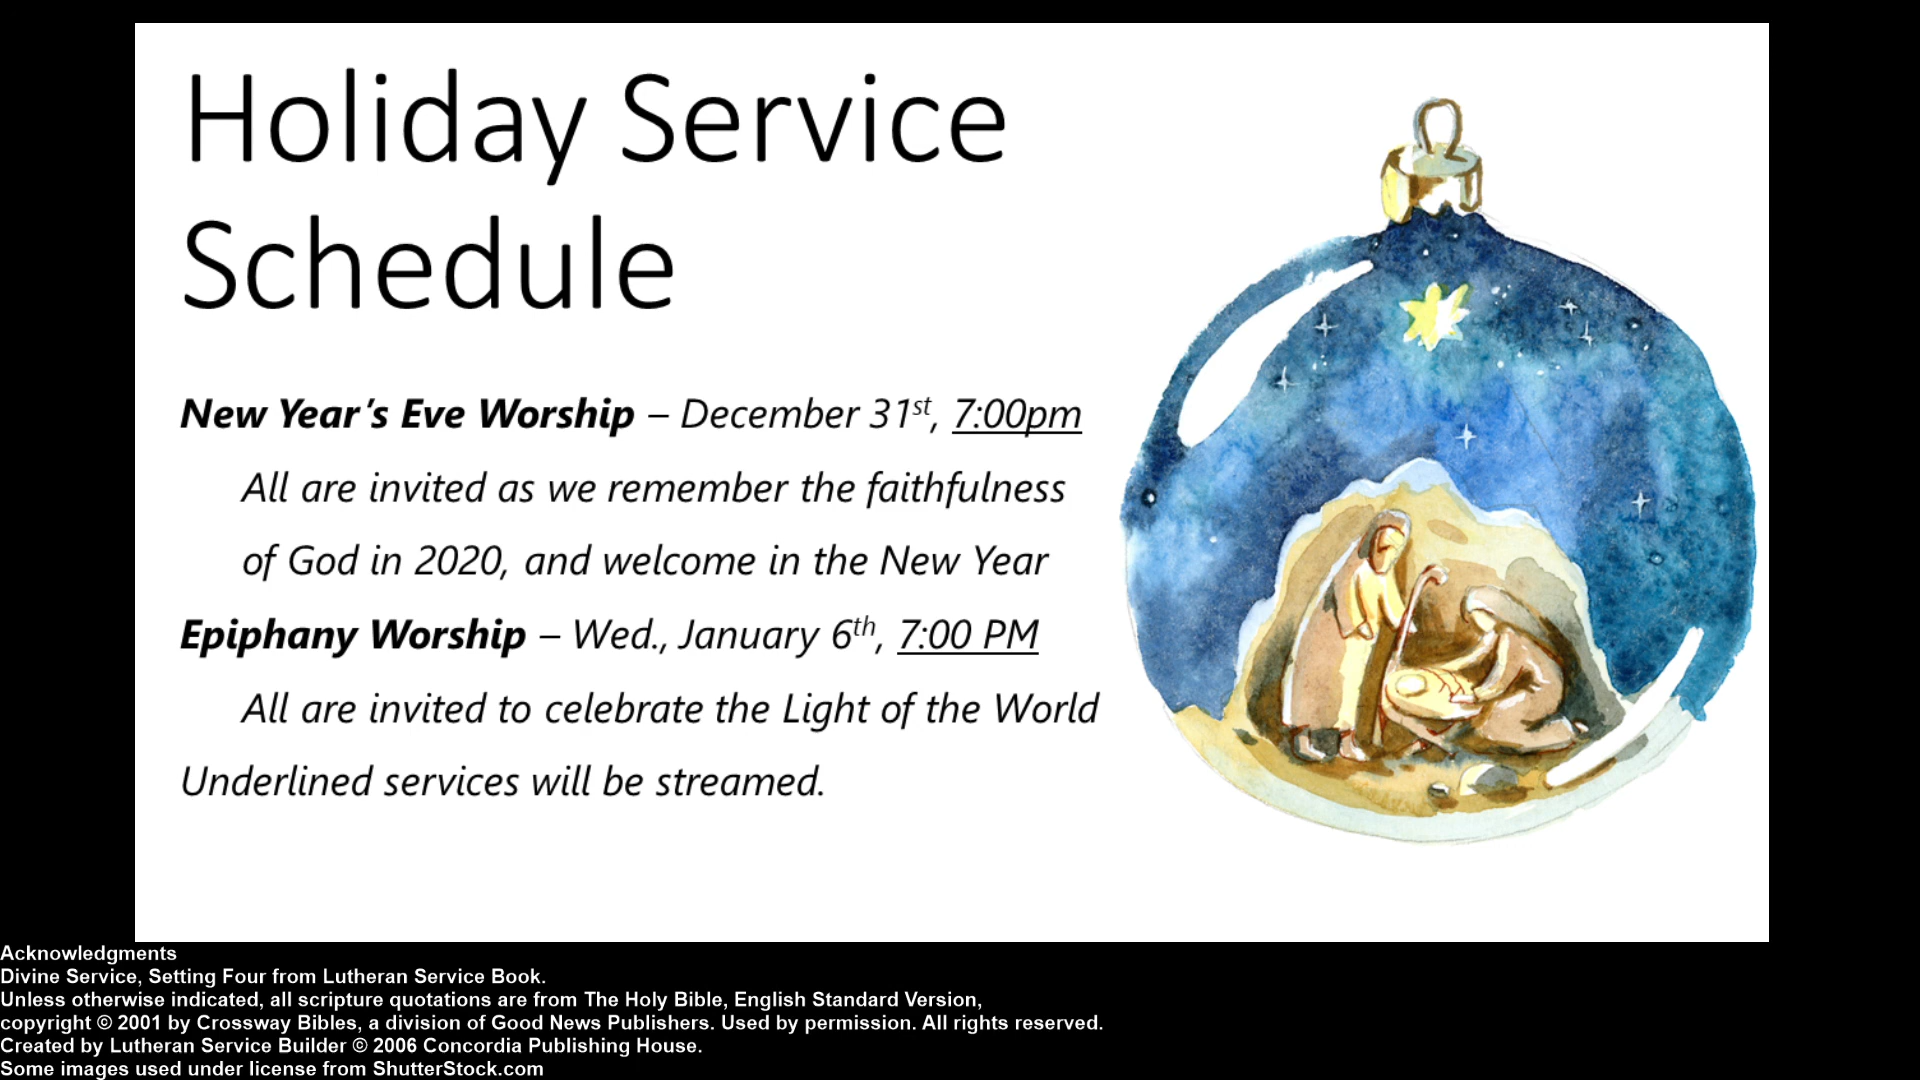 Holiday Service
Schedule
New Year's Eve Worship – December 31st, 7:00pm
All are invited as we remember the faithfulness
of God in 2020, and welcome in the New Year
Epiphany Worship – Wed., January 6th, 7:00 PM
All are invited to celebrate the Light of the World
Underlined services will be streamed.
Acknowledgments
Divine Service, Setting Four from Lutheran Service Book.
Unless otherwise indicated, all scripture quotations are from The Holy Bible, English Standard Version,
copyright © 2001 by Crossway Bibles, a division of Good News Publishers. Used by permission. All rights reserved.
Created by Lutheran Service Builder © 2006 Concordia Publishing House.
Some images used under license from ShutterStock.com